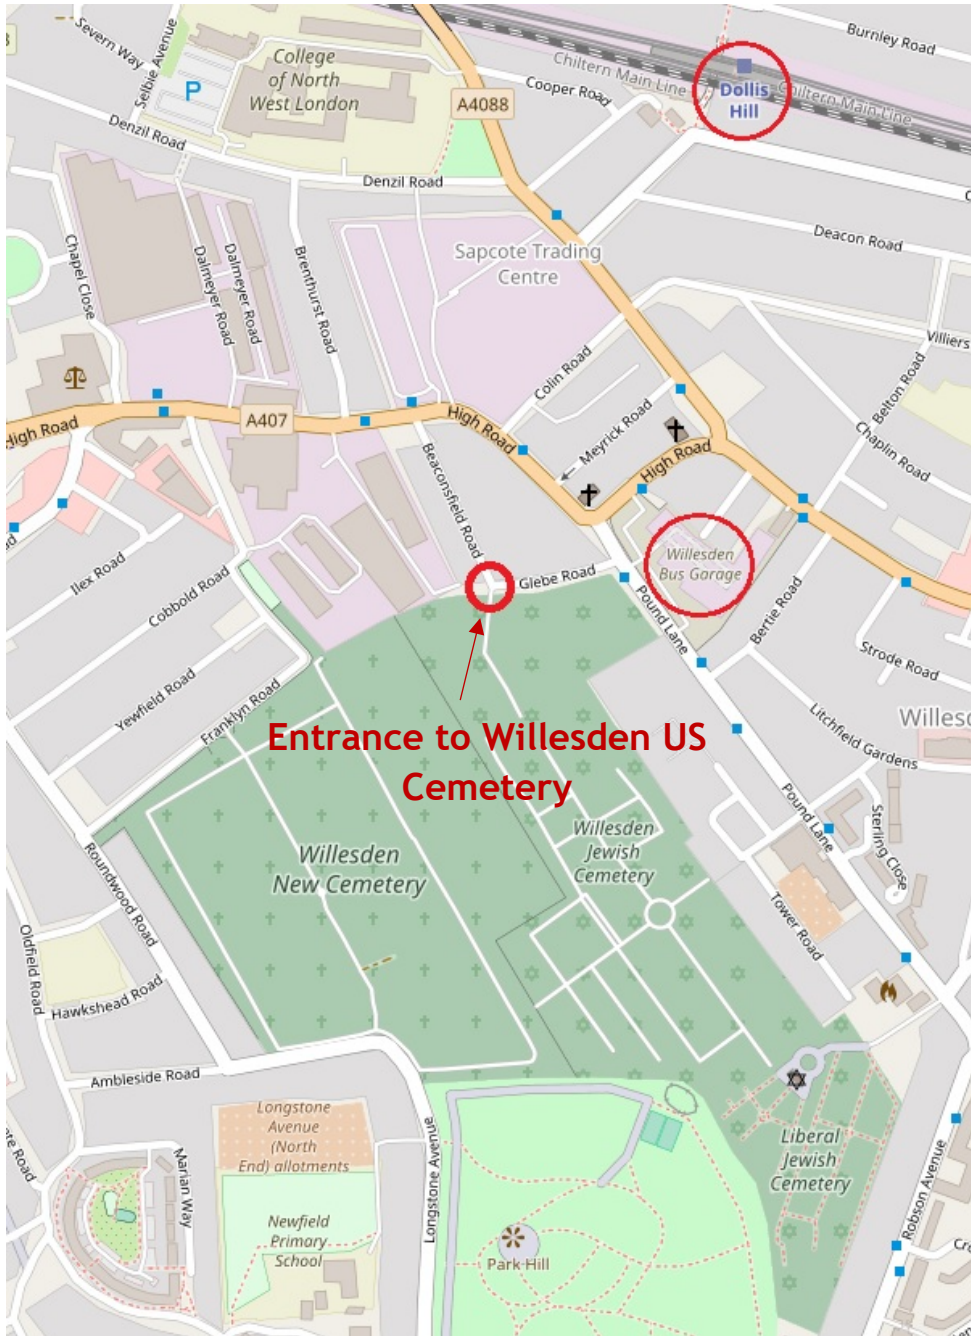 Burnley Road
Severn Way
Selbie Avenue
College
of North
West London
P
Chiltern Main Line
Dollis
Hill
Chiltern Main Line
Cooper Road
A4088
Denzil Road
Denzil Road
Deacon Road
Sapcote Trading
Centre
Chapel Close
Dalmeyer Road
Dalmeyer Road
Brenthurst Road
Villiers
Colin Road
Belton Road
A407
High Road
High Road
Meyrick Road
High Road
Chaplin Road
Beaconsfield Road
Willesden
Bus Garage
Glebe Road
Ilex Road
Cobbold Road
Pound Lane
Bertie Road
Strode Road
Yewfield Road
Franklyn Road
Litchfield Gardens
Willesd
Entrance to Willesden US
Cemetery
Willesden
New Cemetery
Willesden
Jewish
Cemetery
Pound Lane
Sterling Close
Roundwood Road
Tower Road
Oldfield Road
Hawkshead Road
Ambleside Road
Longstone
Avenue
(North
End) allotments
Longstone Avenue
Liberal
Jewish
Cemetery
Marian Way
Robson Avenue
Newfield
Primary
School
Park Hill